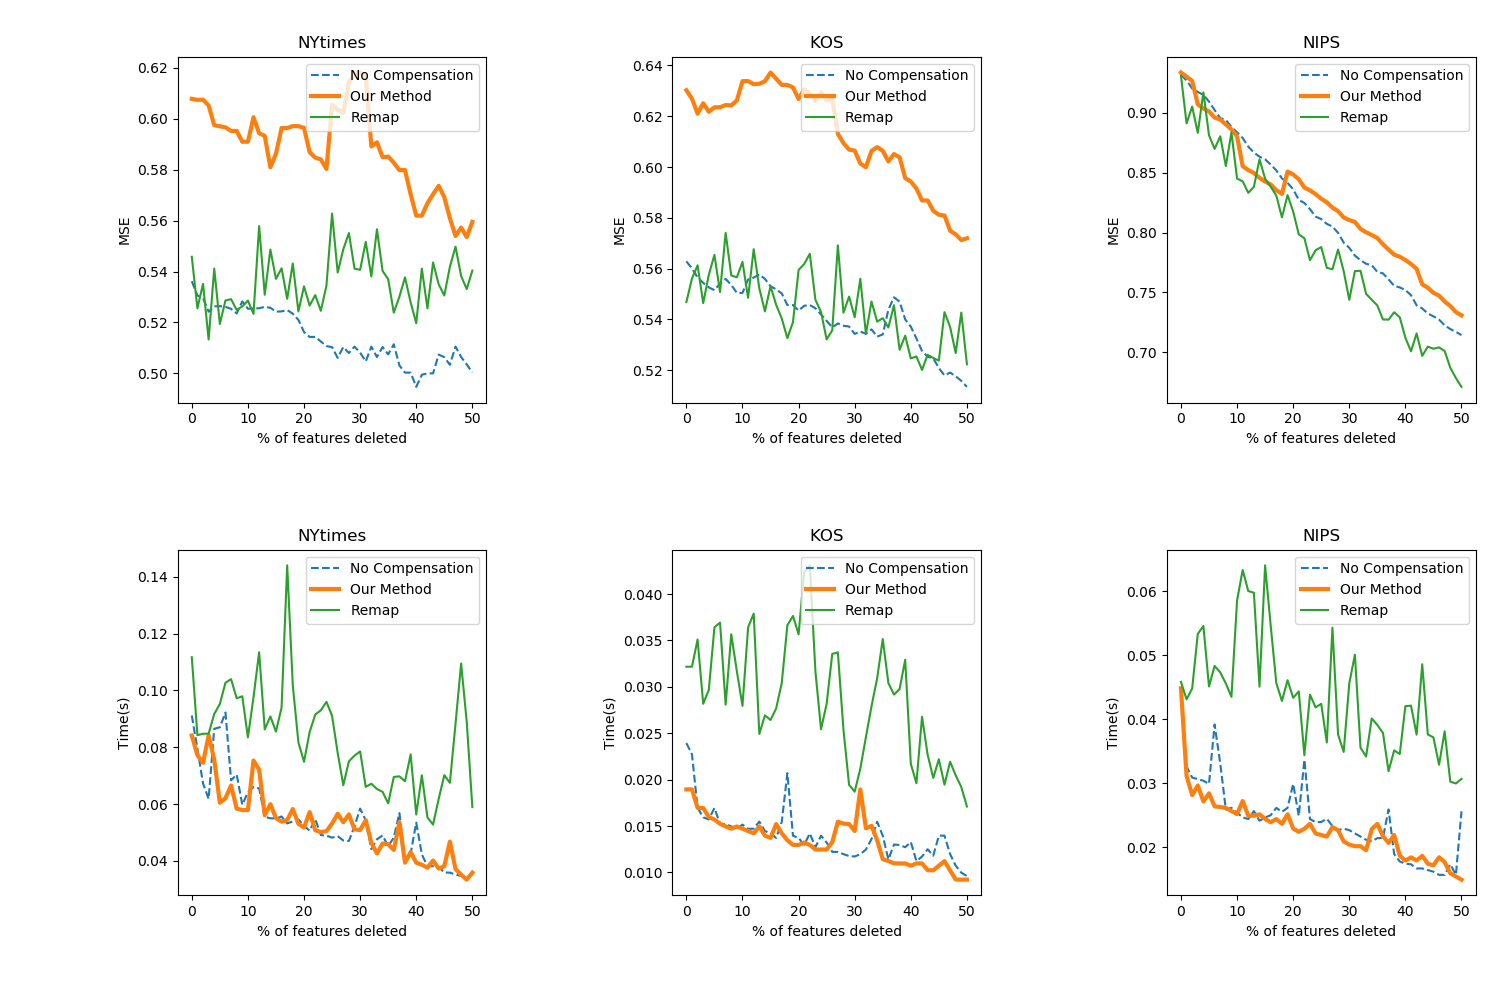 NYtimes
No Compensation
Our Method
Remap
0.62
0.60
0.58
0.56
0.54
0.52
0.50
MSE
0 10 20 30 40 50
% of features deleted
KOS
No Compensation
Our Method
Remap
0.64
0.62
0.60
0.58
0.56
0.54
0.52
MSE
0 10 20 30 40 50
% of features deleted
NIPS
No Compensation
Our Method
Remap
0.90
0.85
0.80
0.75
0.70
MSE
0 10 20 30 40 50
% of features deleted
NYtimes
No Compensation
Our Method
Remap
0.14
0.12
0.10
0.08
0.06
0.04
Time(s)
0 10 20 30 40 50
% of features deleted
KOS
No Compensation
Our Method
Remap
0.040
0.035
0.030
0.025
0.020
0.015
0.010
Time(s)
0 10 20 30 40 50
% of features deleted
NIPS
No Compensation
Our Method
Remap
0.06
0.05
0.04
0.03
0.02
Time(s)
0 10 20 30 40 50
% of features deleted